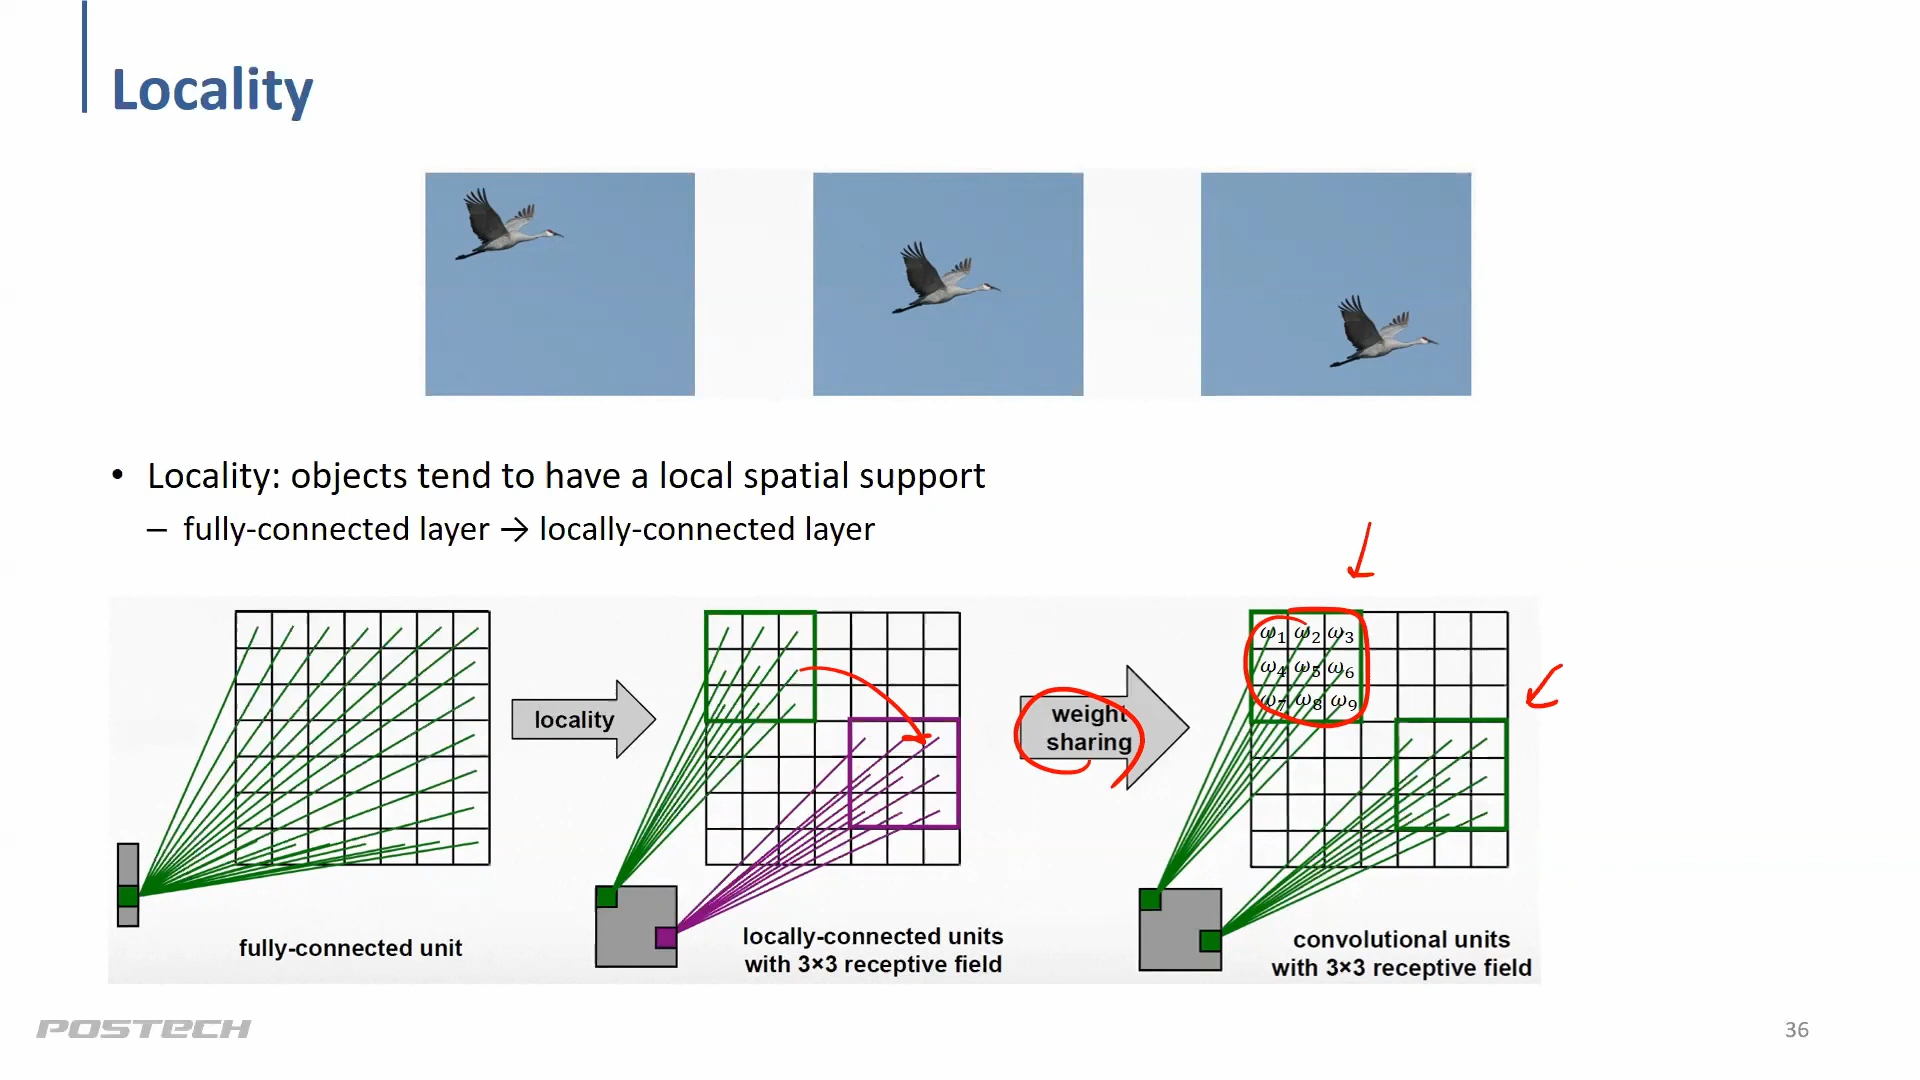 Locality
• Locality: objects tend to have a local spatial support
– fully-connected layer → locally-connected layer
locality
weight
sharing
ω1 ω2 ω3
ω4 ω5 ω6
ω7 ω8 ω9
fully-connected unit
locally-connected units
with 3×3 receptive field
convolutional units
with 3×3 receptive field
POSTECH
36